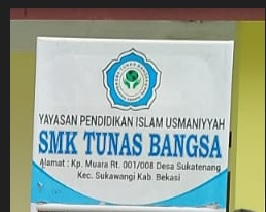 YAYASAN PENDIDIKAN ISLAM USMANIYYAH
SMK TUNAS BANGSA
Alamat : Kp. Muara Rt. 001/008 Desa Sukatenang
Kec. Sukawangi Kab. Bekasi